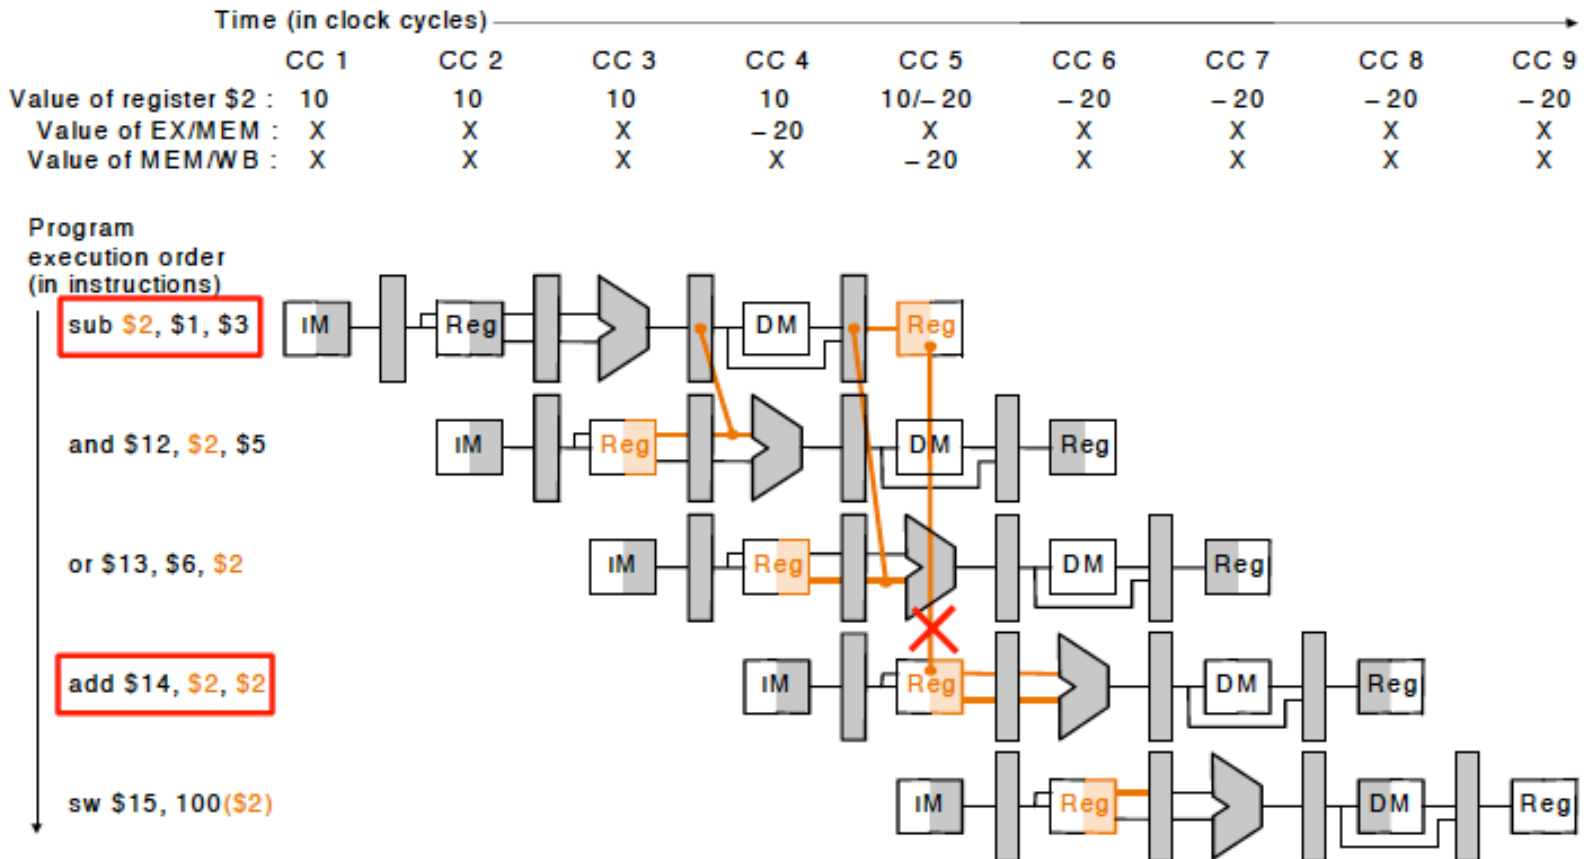 Time (in clock cycles)
CC 1 CC 2 CC 3 CC 4 CC 5 CC 6 CC 7 CC 8 CC 9
Value of register $2 : 10 10 10 10 10/– 20 – 20 – 20 – 20 – 20
Value of EX/MEM : X X X – 20 X X X X X
Value of MEM/WB : X X X X – 20 X X X X
Program
execution order
(in instructions)
sub $2, $1, $3 IM Reg DM Reg
and $12, $2, $5 IM Reg DM Reg
or $13, $6, $2 IM Reg DM Reg
add $14, $2, $2 IM Reg DM Reg
sw $15, 100($2) IM Reg DM Reg